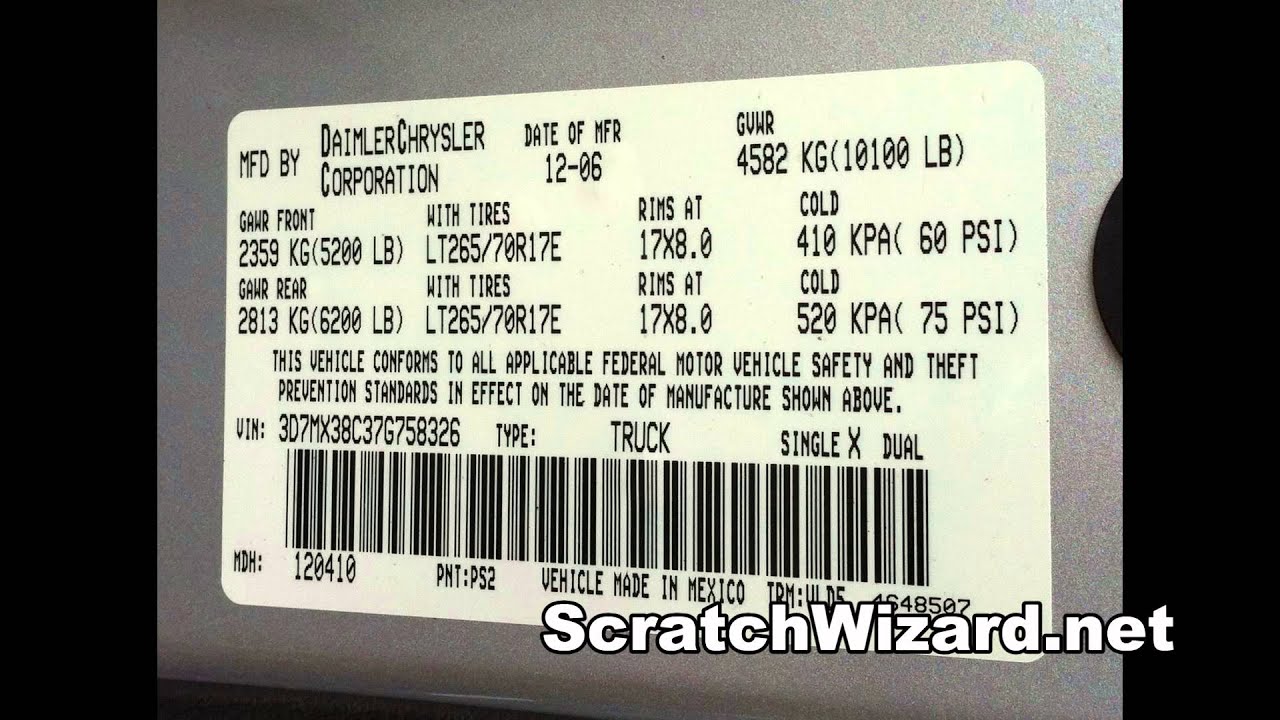 MFD BY DAIMLERCHRYSLER CORPORATION DATE OF MFR 12-06 GVWR 4582 KG(10100 LB)
GAWR FRONT WITH TIRES RIMS AT COLD
2359 KG(5200 LB) LT265/70R17E 17X8.0 410 KPA( 60 PSI)
GAWR REAR WITH TIRES RIMS AT COLD
2813 KG(6200 LB) LT265/70R17E 17X8.0 520 KPA( 75 PSI)
THIS VEHICLE CONFORMS TO ALL APPLICABLE FEDERAL MOTOR VEHICLE SAFETY AND THEFT
PREVENTION STANDARDS IN EFFECT ON THE DATE OF MANUFACTURE SHOWN ABOVE.
VIN: 3D7MX38C37G758326 TYPE: TRUCK SINGLE X DUAL
MDH: 120410 PNT:PS2 VEHICLE MADE IN MEXICO TRM:VLD5 4648507
ScratchWizard.net